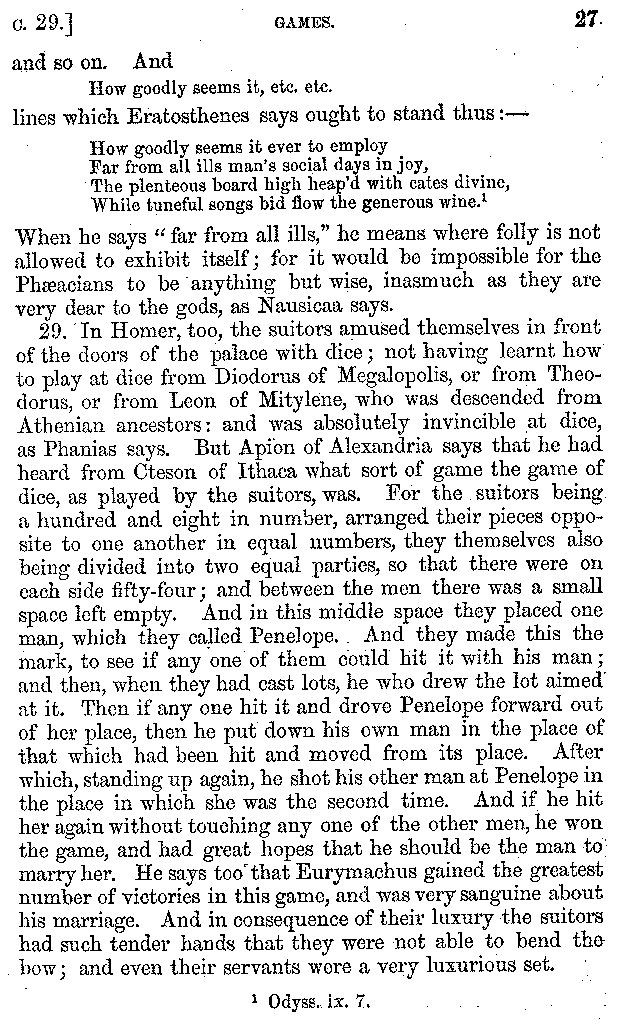 C. 29.] GAMES. 27
and so on. And
How goodly seems it, etc. etc.
lines which Eratosthenes says ought to stand thus:—
How goodly seems it ever to employ
Far from all ills man's social days in joy,
The plenteous board high heap'd with cates divine,
While tuneful songs bid flow the generous wine.¹
When he says "far from all ills," he means where folly is not
allowed to exhibit itself; for it would be impossible for the
Phæacians to be anything but wise, inasmuch as they are
very dear to the gods, as Nausicaa says.
29. In Homer, too, the suitors amused themselves in front
of the doors of the palace with dice; not having learnt how
to play at dice from Diodorus of Megalopolis, or from Theo-
dorus, or from Leon of Mitylene, who was descended from
Athenian ancestors: and was absolutely invincible at dice,
as Phanias says. But Apion of Alexandria says that he had
heard from Cteson of Ithaca what sort of game the game of
dice, as played by the suitors, was. For the suitors being
a hundred and eight in number, arranged their pieces oppo-
site to one another in equal numbers, they themselves also
being divided into two equal parties, so that there were on
each side fifty-four; and between the men there was a small
space left empty. And in this middle space they placed one
man, which they called Penelope. And they made this the
mark, to see if any one of them could hit it with his man;
and then, when they had cast lots, he who drew the lot aimed
at it. Then if any one hit it and drove Penelope forward out
of her place, then he put down his own man in the place of
that which had been hit and moved from its place. After
which, standing up again, he shot his other man at Penelope in
the place in which she was the second time. And if he hit
her again without touching any one of the other men, he won
the game, and had great hopes that he should be the man to
marry her. He says too that Eurymachus gained the greatest
number of victories in this game, and was very sanguine about
his marriage. And in consequence of their luxury the suitors
had such tender hands that they were not able to bend the
bow; and even their servants were a very luxurious set.
¹ Odyss. ix. 7.